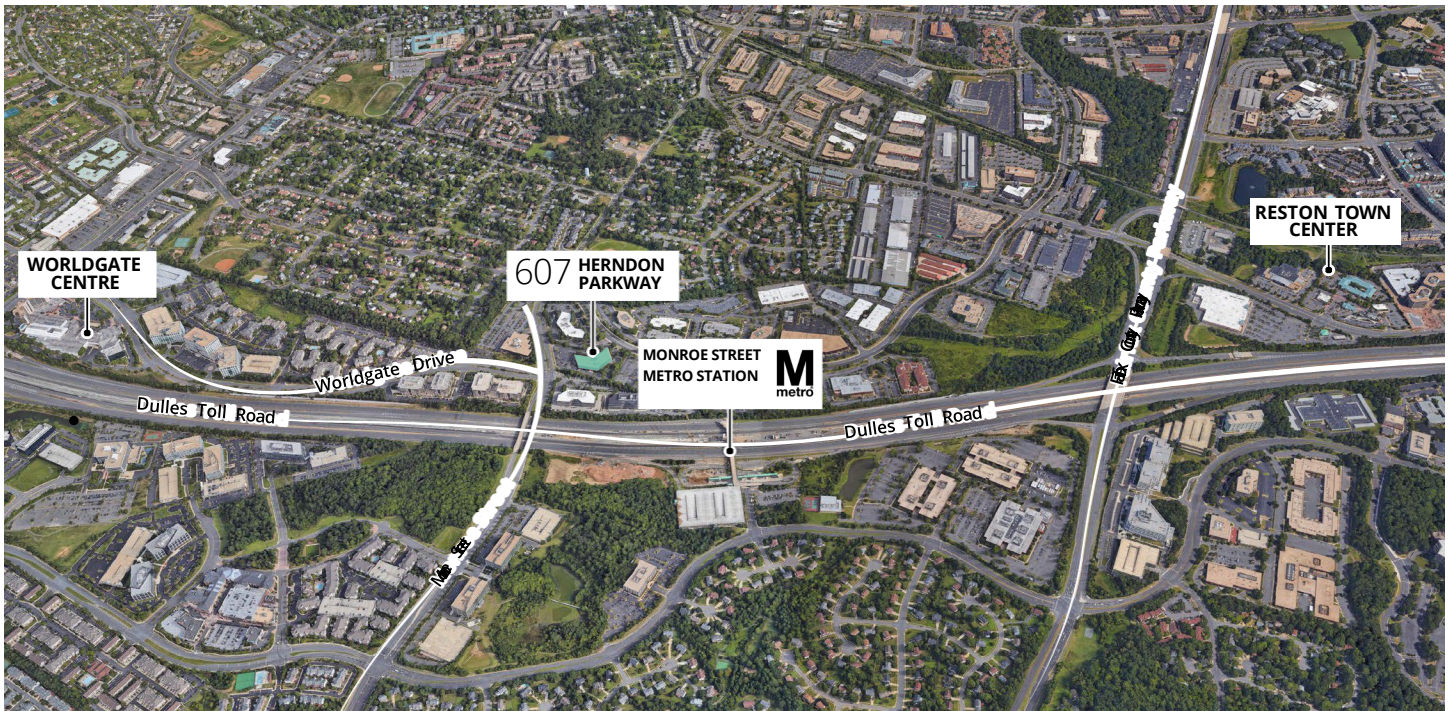 WORLDGATE
CENTRE
607 HERNDON
PARKWAY
RESTON TOWN
CENTER
MONROE STREET
METRO STATION
M
metro
Worldgate Drive
Dulles Toll Road
Dulles Toll Road